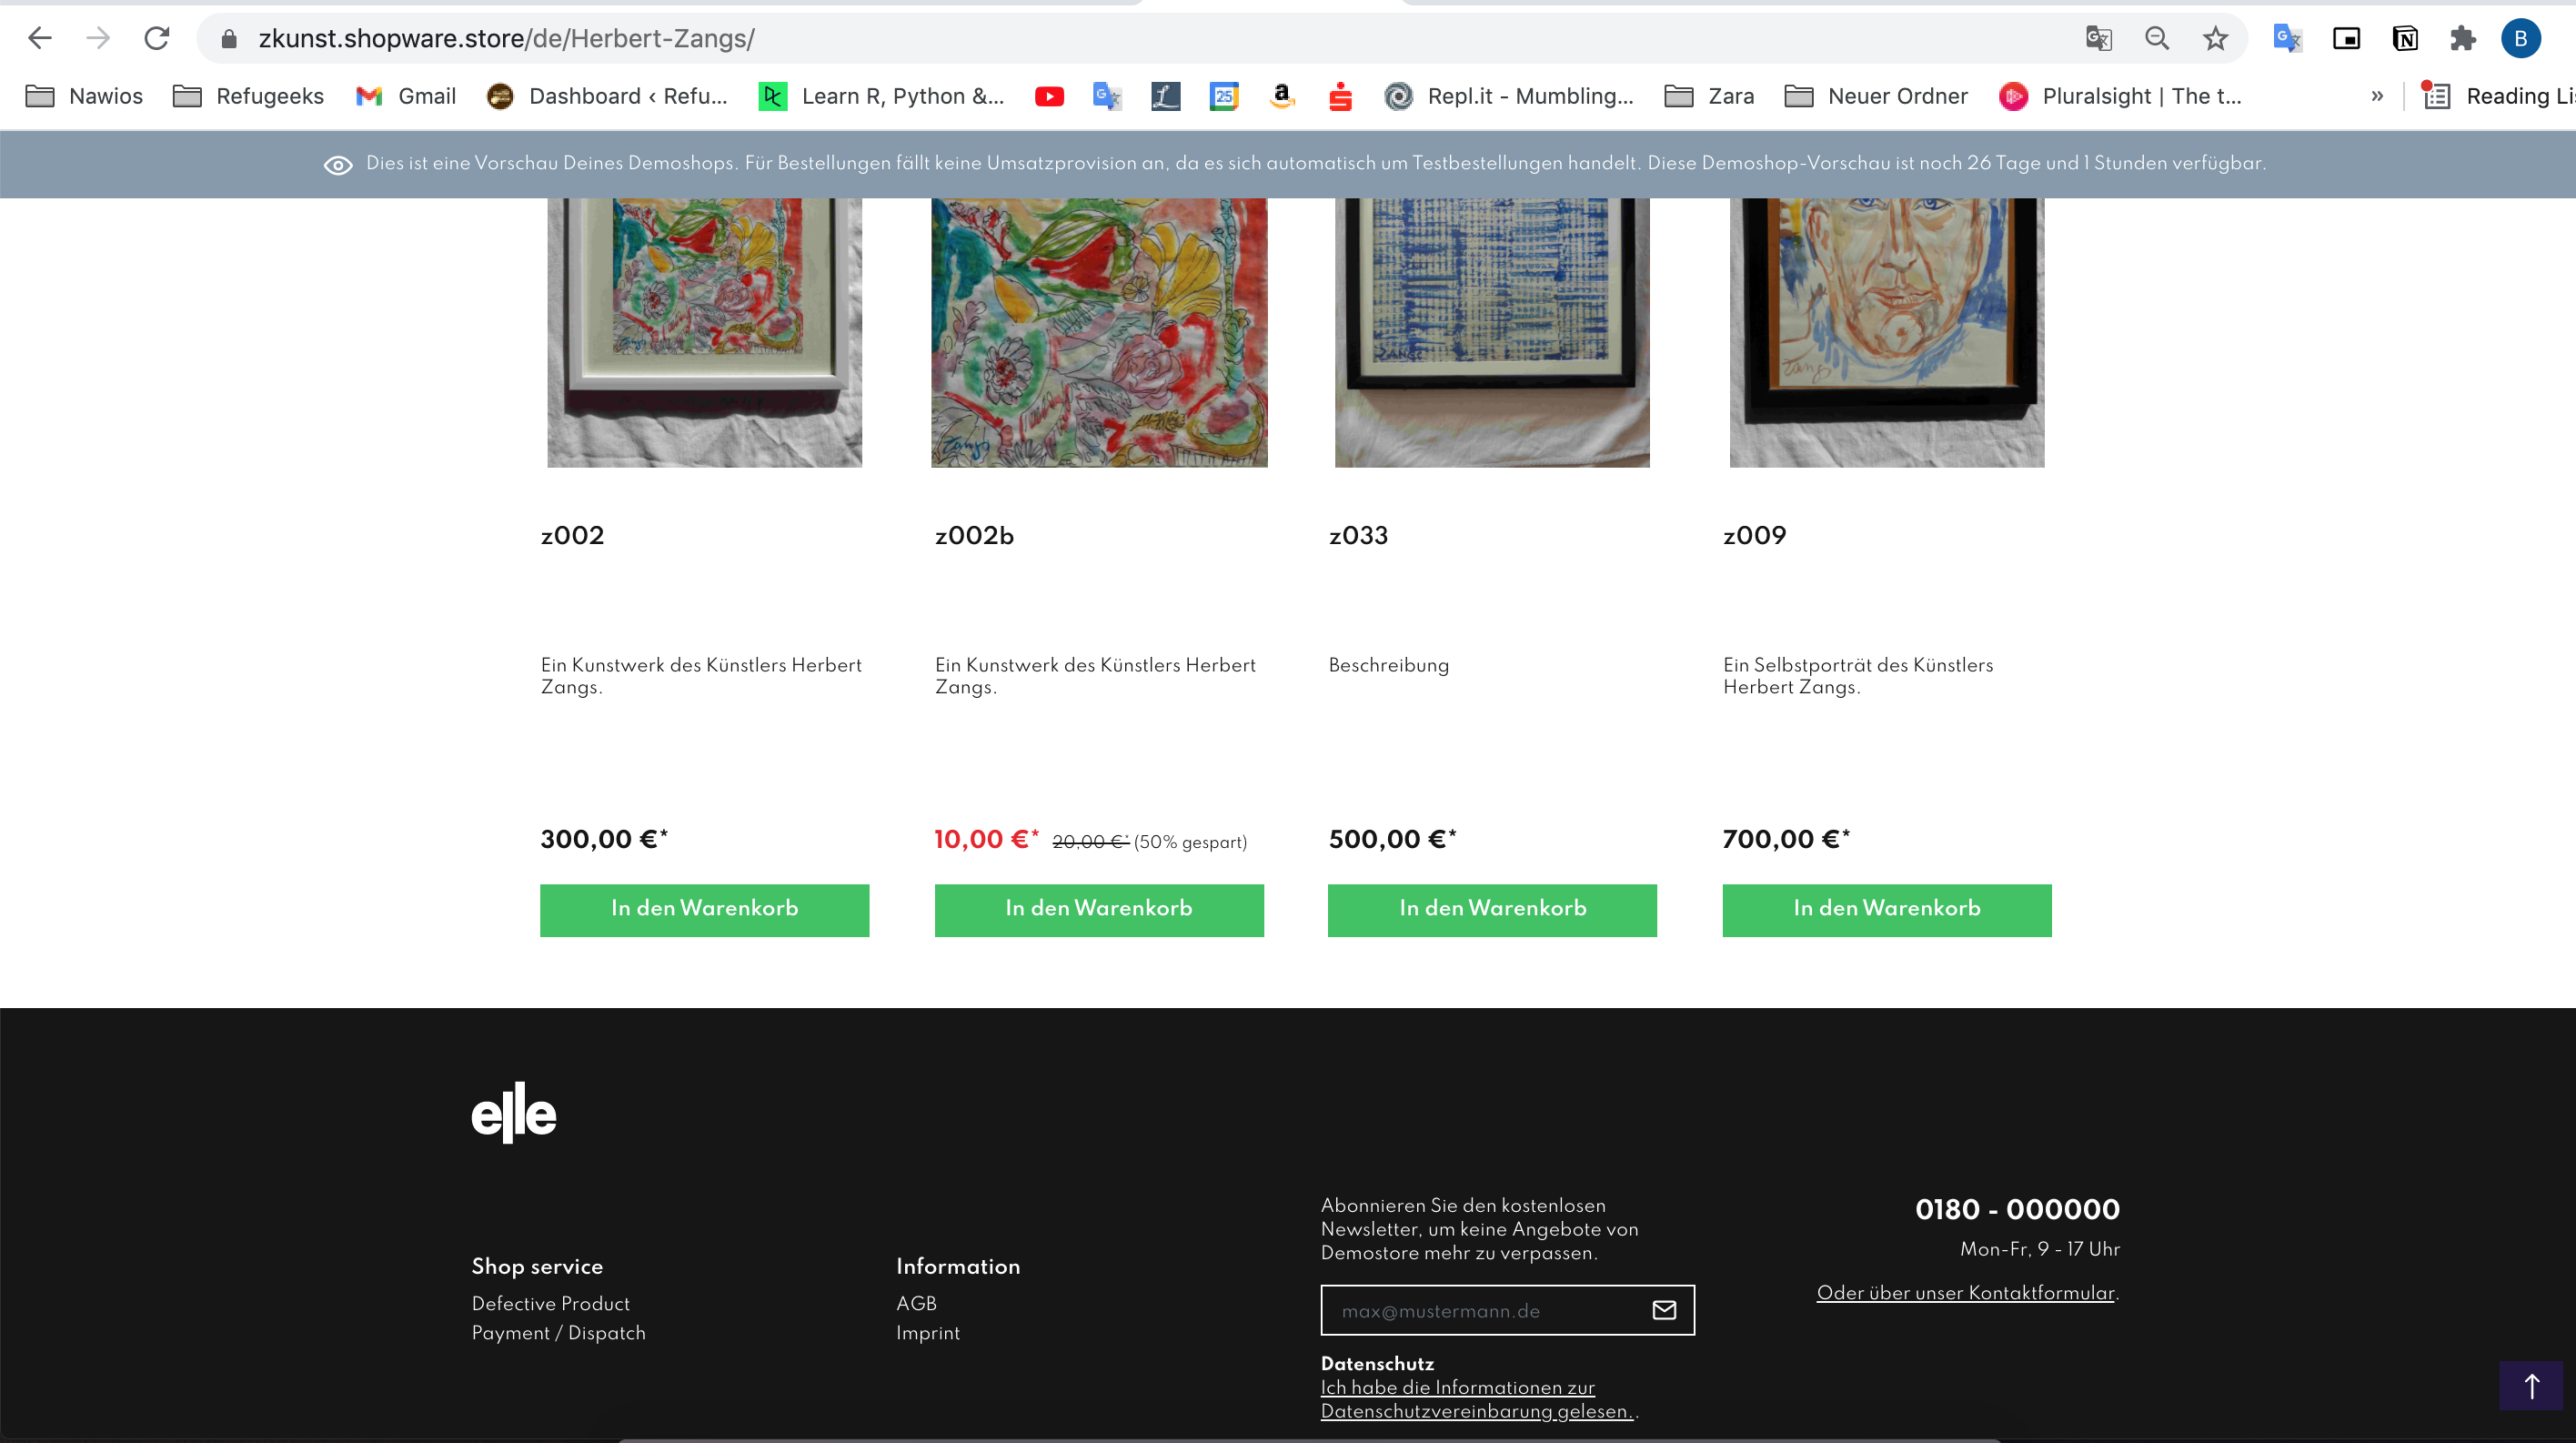 zkunst.shopware.store/de/Herbert-Zangs/
B
Nawios
Refugeeks
Gmail
Dashboard ‹ Refu...
Learn R, Python &...
Repl.it - Mumbling...
Zara
Neuer Ordner
Pluralsight | The t...
»
Reading Li
Dies ist eine Vorschau Deines Demoshops. Für Bestellungen fällt keine Umsatzprovision an, da es sich automatisch um Testbestellungen handelt. Diese Demoshop-Vorschau ist noch 26 Tage und 1 Stunden verfügbar.
Zangs
Zangs
ZANGS
Zangs
z002
z002b
z033
z009
Ein Kunstwerk des Künstlers Herbert
Zangs.
Ein Kunstwerk des Künstlers Herbert
Zangs.
Beschreibung
Ein Selbstporträt des Künstlers
Herbert Zangs.
300,00 €*
10,00 €* 20,00 €* (50% gespart)
500,00 €*
700,00 €*
In den Warenkorb
In den Warenkorb
In den Warenkorb
In den Warenkorb
elle
Shop service
Defective Product
Payment / Dispatch
Information
AGB
Imprint
Abonnieren Sie den kostenlosen
Newsletter, um keine Angebote von
Demostore mehr zu verpassen.
max@mustermann.de
Datenschutz
Ich habe die Informationen zur
Datenschutzvereinbarung gelesen..
0180 - 000000
Mon-Fr, 9 - 17 Uhr
Oder über unser Kontaktformular.